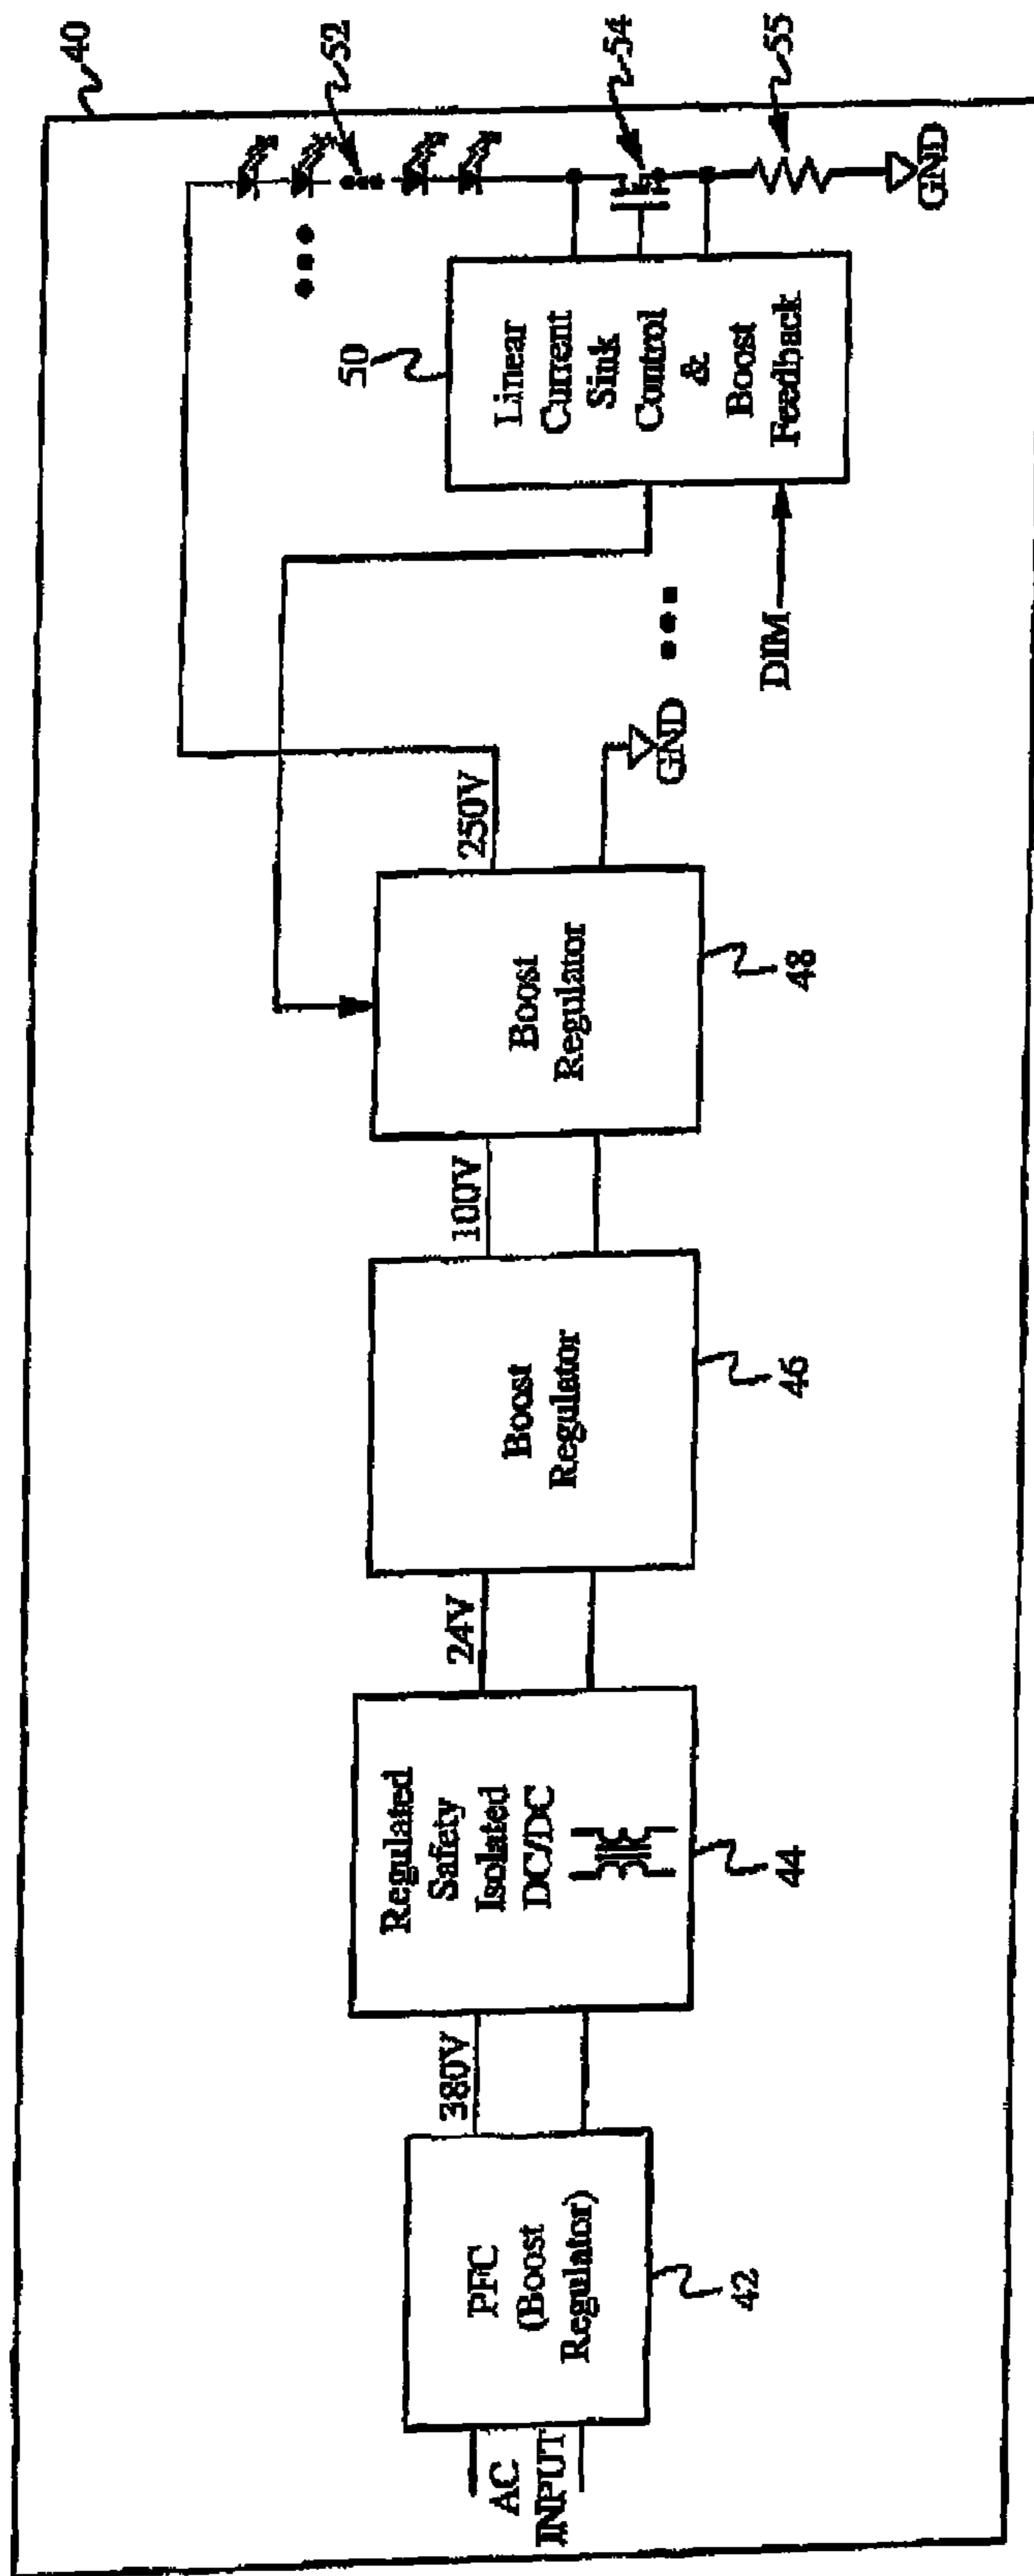 40
52
54
55
GND
50
Linear
Current
Sink
Control
&
Boost
Feedback
DIM
GND
250V
Boost
Regulator
48
100V
Boost
Regulator
46
24V
Regulated
Safety
Isolated
DC/DC
44
380V
PFC
(Boost
Regulator)
42
AC
INPUT